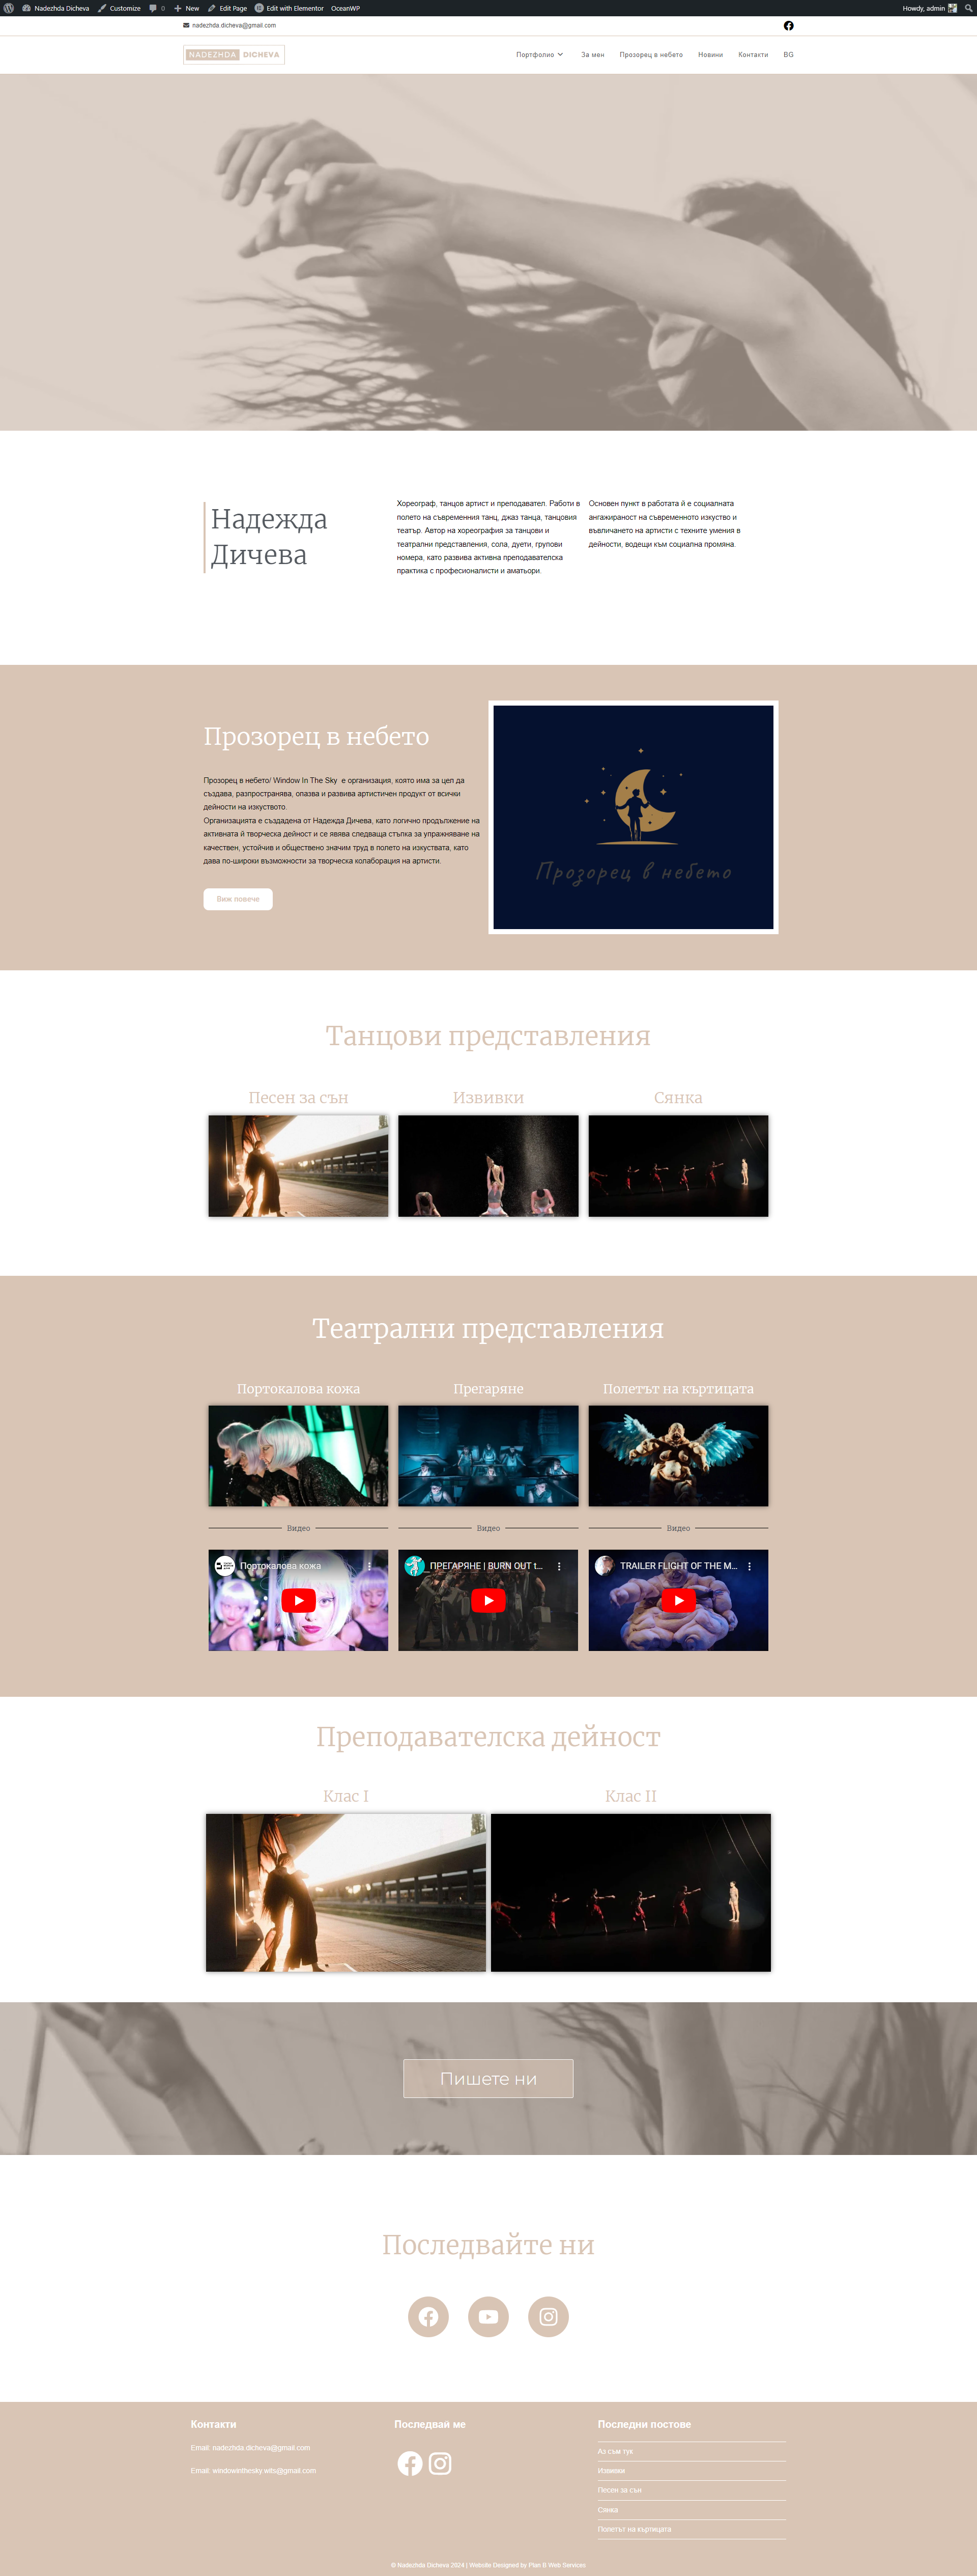 Nadezhda Dicheva Customize 0 New Edit Page Edit with Elementor OceanWP Howdy, admin
nadezhda.dicheva@gmail.com
NADEZHDA DICHEVA Портфолио За мен Прозорец в небето Новини Контакти BG
Надежда
Дичева
Хореограф, танцов артист и преподавател. Работи в
полето на съвременния танц, джаз танца, танцовия
театър. Автор на хореография за танцови и
театрални представления, сола, дуети, групови
номера, като развива активна преподавателска
практика с професионалисти и аматьори.
Основен пункт в работата й е социалната
ангажираност на съвременното изкуство и
въвличането на артисти с техните умения в
дейности, водещи към социална промяна.
Прозорец в небето
Прозорец в небето/ Window In The Sky е организация, която има за цел да
създава, разпространява, опазва и развива артистичен продукт от всички
дейности на изкуството.
Организацията е създадена от Надежда Дичева, като логично продължение на
активната й творческа дейност и се явява следваща стъпка за упражняване на
качествен, устойчив и обществено значим труд в полето на изкуствата, като
дава по-широки възможности за творческа колаборация на артисти.
Виж повече
Прозорец в небето
Танцови представления
Песен за сън Извивки Сянка
Театрални представления
Портокалова кожа Прегаряне Полетът на къртицата
Видео Видео Видео
Портокалова кожа ПРЕГАРЯНЕ | BURN OUT t... TRAILER FLIGHT OF THE M...
Преподавателска дейност
Клас I Клас II
Пишете ни
Последвайте ни
Контакти
Email: nadezhda.dicheva@gmail.com
Email: windowinthesky.wits@gmail.com
Последвай ме
Последни постове
Аз съм тук
Извивки
Песен за сън
Сянка
Полетът на къртицата
© Nadezhda Dicheva 2024 | Website Designed by Plan B Web Services